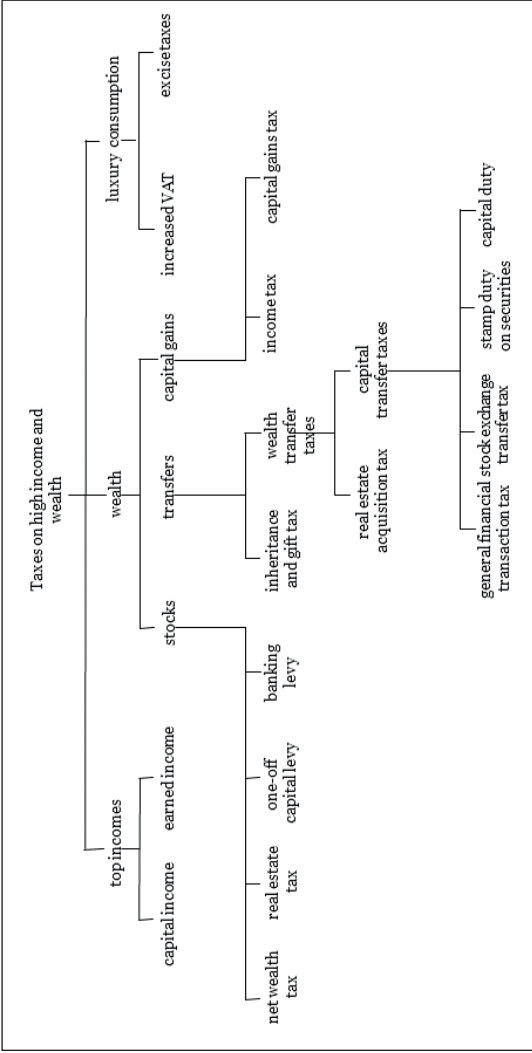 Taxes on high income and
wealth
top incomes
wealth
luxury consumption
capital income
earned income
stocks
transfers
capital gains
increased VAT
excise taxes
net wealth
tax
real estate
tax
one-off
capital levy
banking
levy
inheritance
and gift tax
wealth
transfer
taxes
income tax
capital gains tax
real estate
acquisition tax
capital
transfer taxes
general financial
transaction tax
stock exchange
transfer tax
stamp duty
on securities
capital duty